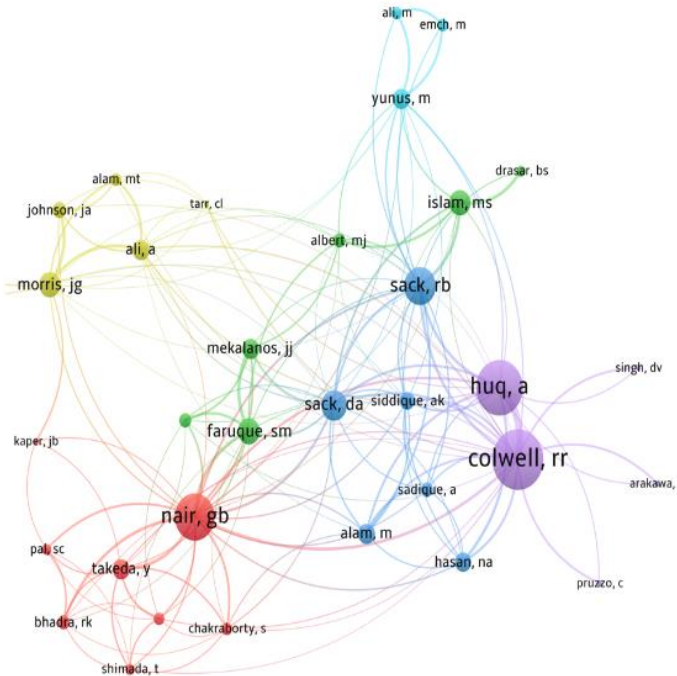 ali, m
emch, m
yunus, m
drasar, bs
alam, mt
islam, ms
tarr, cl
johnson, ja
albert, mj
ali, a
morris, jg
sack, rb
mekalanos, jj
singh, dv
huq, a
siddique, ak
sack, da
faruque, sm
kaper, jb
colwell, rr
arakawa,
sadique, a
nair, gb
alam, m
pal, sc
hasan, na
takeda, y
pruzzo, c
bhadra, rk
chakraborty, s
shimada, t